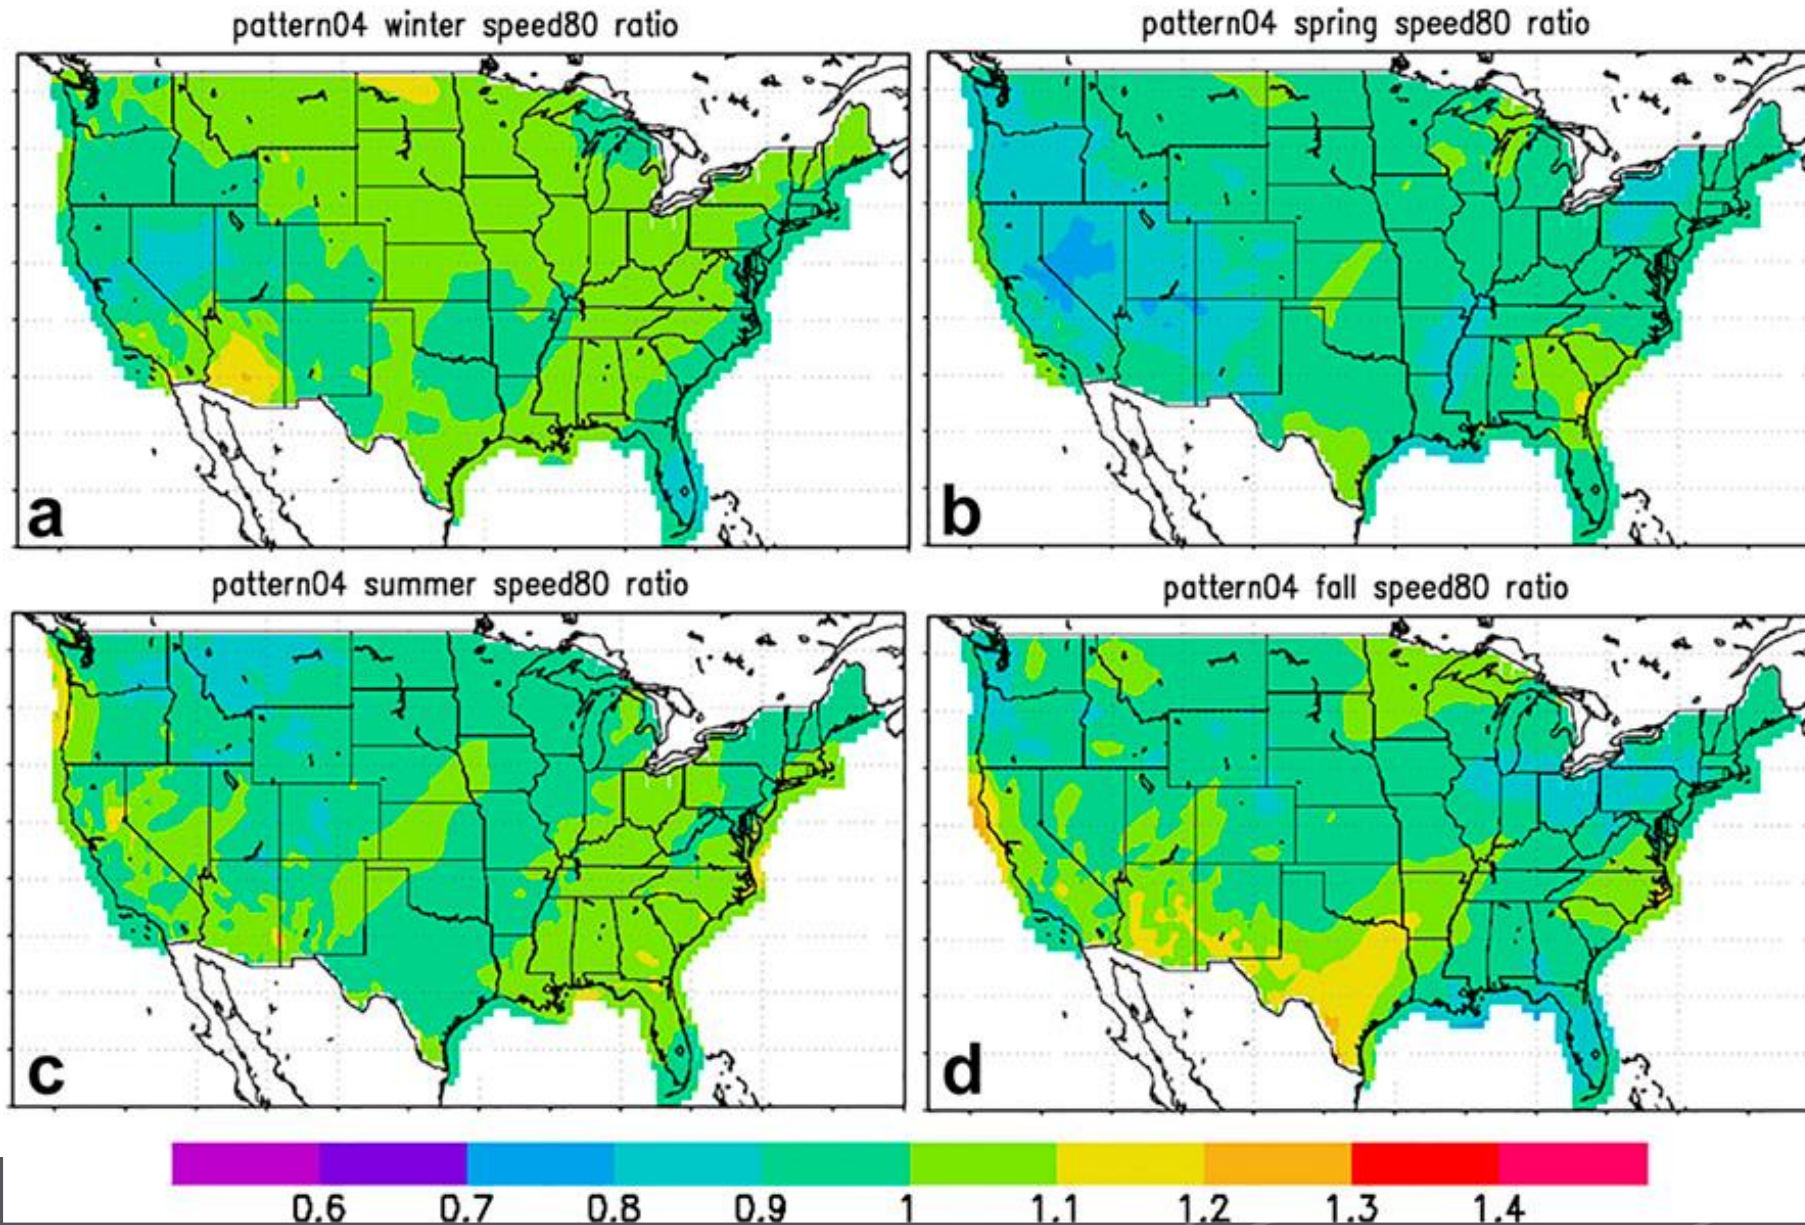 pattern04 winter speed80 ratio
pattern04 spring speed80 ratio
a
b
pattern04 summer speed80 ratio
pattern04 fall speed80 ratio
c
d
0.6 0.7 0.8 0.9 1 1.1 1.2 1.3 1.4